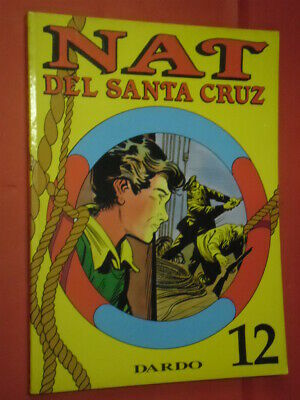 NAT
DEL SANTA CRUZ
12
DARDO